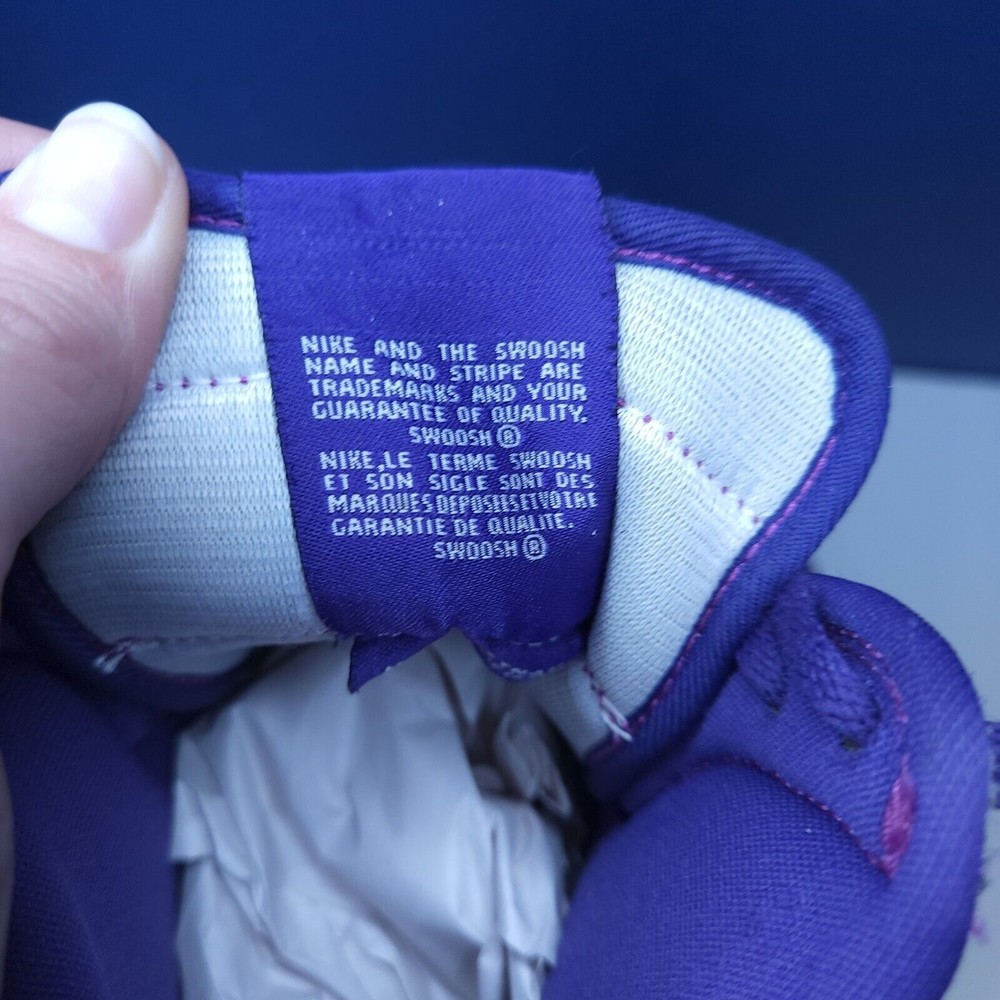 NIKE AND THE SWOOSH
NAME AND STRIPE ARE
TRADEMARKS AND YOUR
GUARANTEE OF QUALITY.
SWOOSH ®
NIKE, LE TERME SWOOSH
ET SON SIGLE SONT DES
MARQUES DEPOSEES ET VOTRE
GARANTIE DE QUALITE.
SWOOSH ®